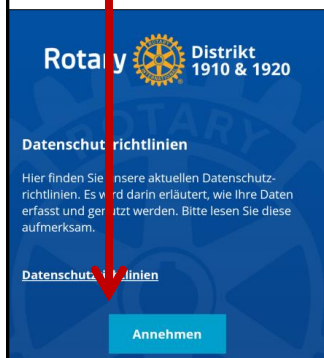 Rotary Distrikt
1910 & 1920
Datenschutzrichtlinien
Hier finden Sie unsere aktuellen Datenschutz-
richtlinien. Es wird darin erläutert, wie Ihre Daten
erfasst und genutzt werden. Bitte lesen Sie diese
aufmerksam.
Datenschutzrichtlinien
Annehmen